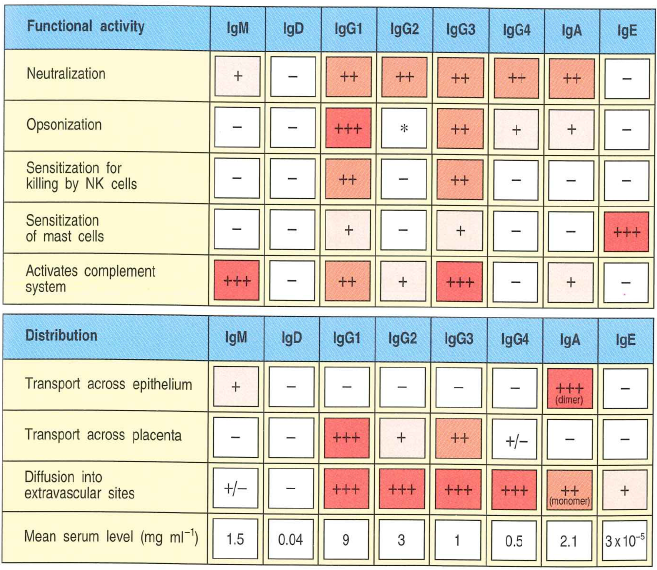 Functional activity IgM IgD IgG1 IgG2 IgG3 IgG4 IgA IgE
Neutralization + – ++ ++ ++ ++ ++ –
Opsonization – – +++ * ++ + + –
Sensitization for
killing by NK cells – – ++ – ++ – – –
Sensitization
of mast cells – – + – + – – +++
Activates complement
system +++ – ++ + +++ – + –
Distribution IgM IgD IgG1 IgG2 IgG3 IgG4 IgA IgE
Transport across epithelium + – – – – – +++ –
(dimer)
Transport across placenta – – +++ + ++ +/– – –
Diffusion into
extravascular sites +/– – +++ +++ +++ +++ ++ +
(monomer)
Mean serum level (mg ml⁻¹) 1.5 0.04 9 3 1 0.5 2.1 3x10⁻⁵